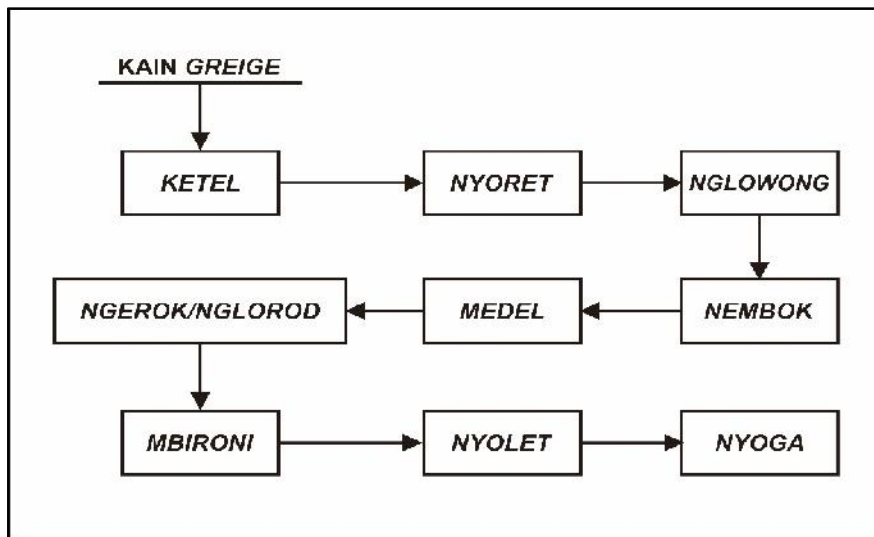 KAIN GREIGE
KETEL
NYORET
NGLOWONG
NEMBOK
MEDEL
NGEROK/NGLOROD
MBIRONI
NYOLET
NYOGA